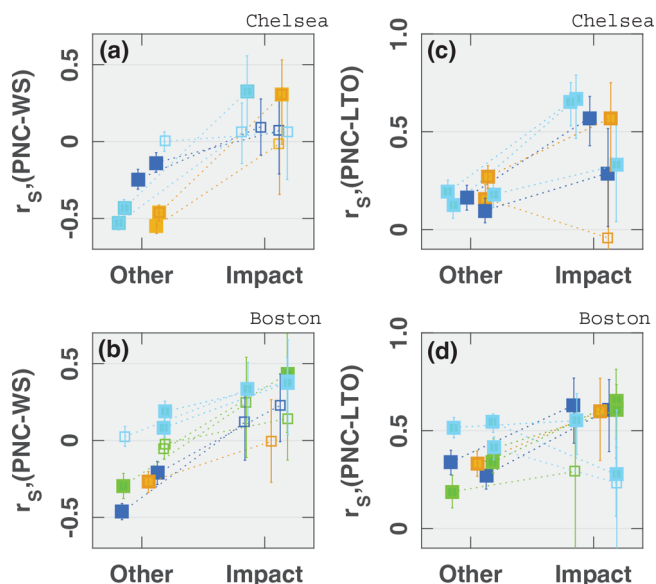 Chelsea
(a)
0.5
0
-0.5
rS,(PNC-WS)
Other Impact
Chelsea
(c)
1.0
0.5
0
rS,(PNC-LTO)
Other Impact
Boston
(b)
0.5
0
-0.5
rS,(PNC-WS)
Other Impact
Boston
(d)
1.0
0.5
0
rS,(PNC-LTO)
Other Impact